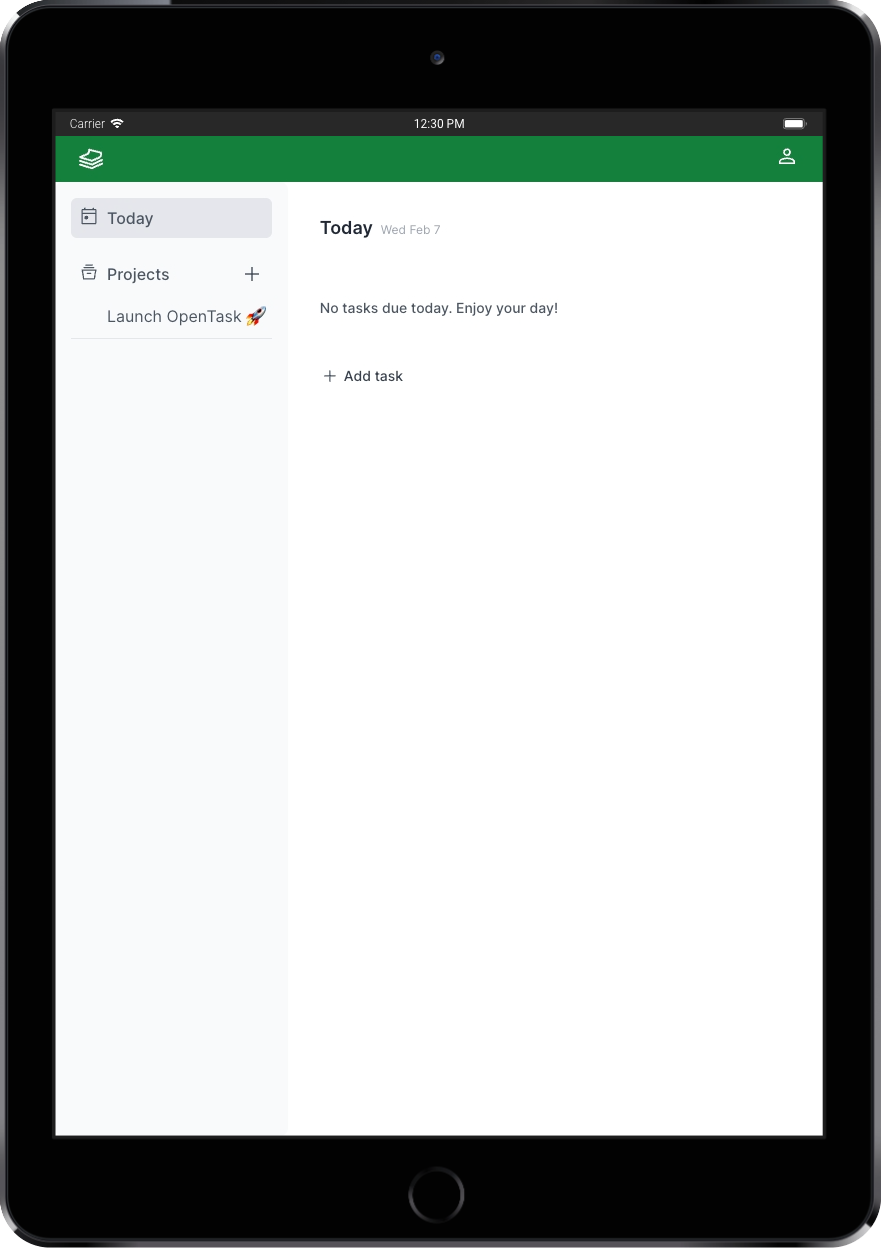 Carrier
12:30 PM
Today
Projects
Launch OpenTask 🚀
Today Wed Feb 7
No tasks due today. Enjoy your day!
Add task